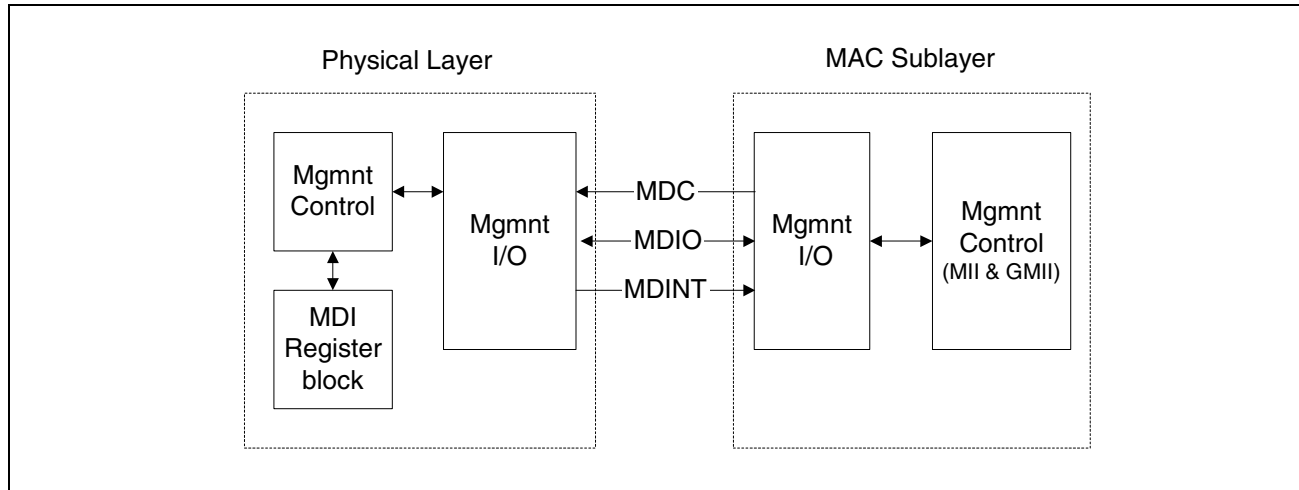 Physical Layer
MAC Sublayer
Mgmnt
Control
MDI
Register
block
Mgmnt
I/O
MDC
MDIO
MDINT
Mgmnt
I/O
Mgmnt
Control
(MII & GMII)